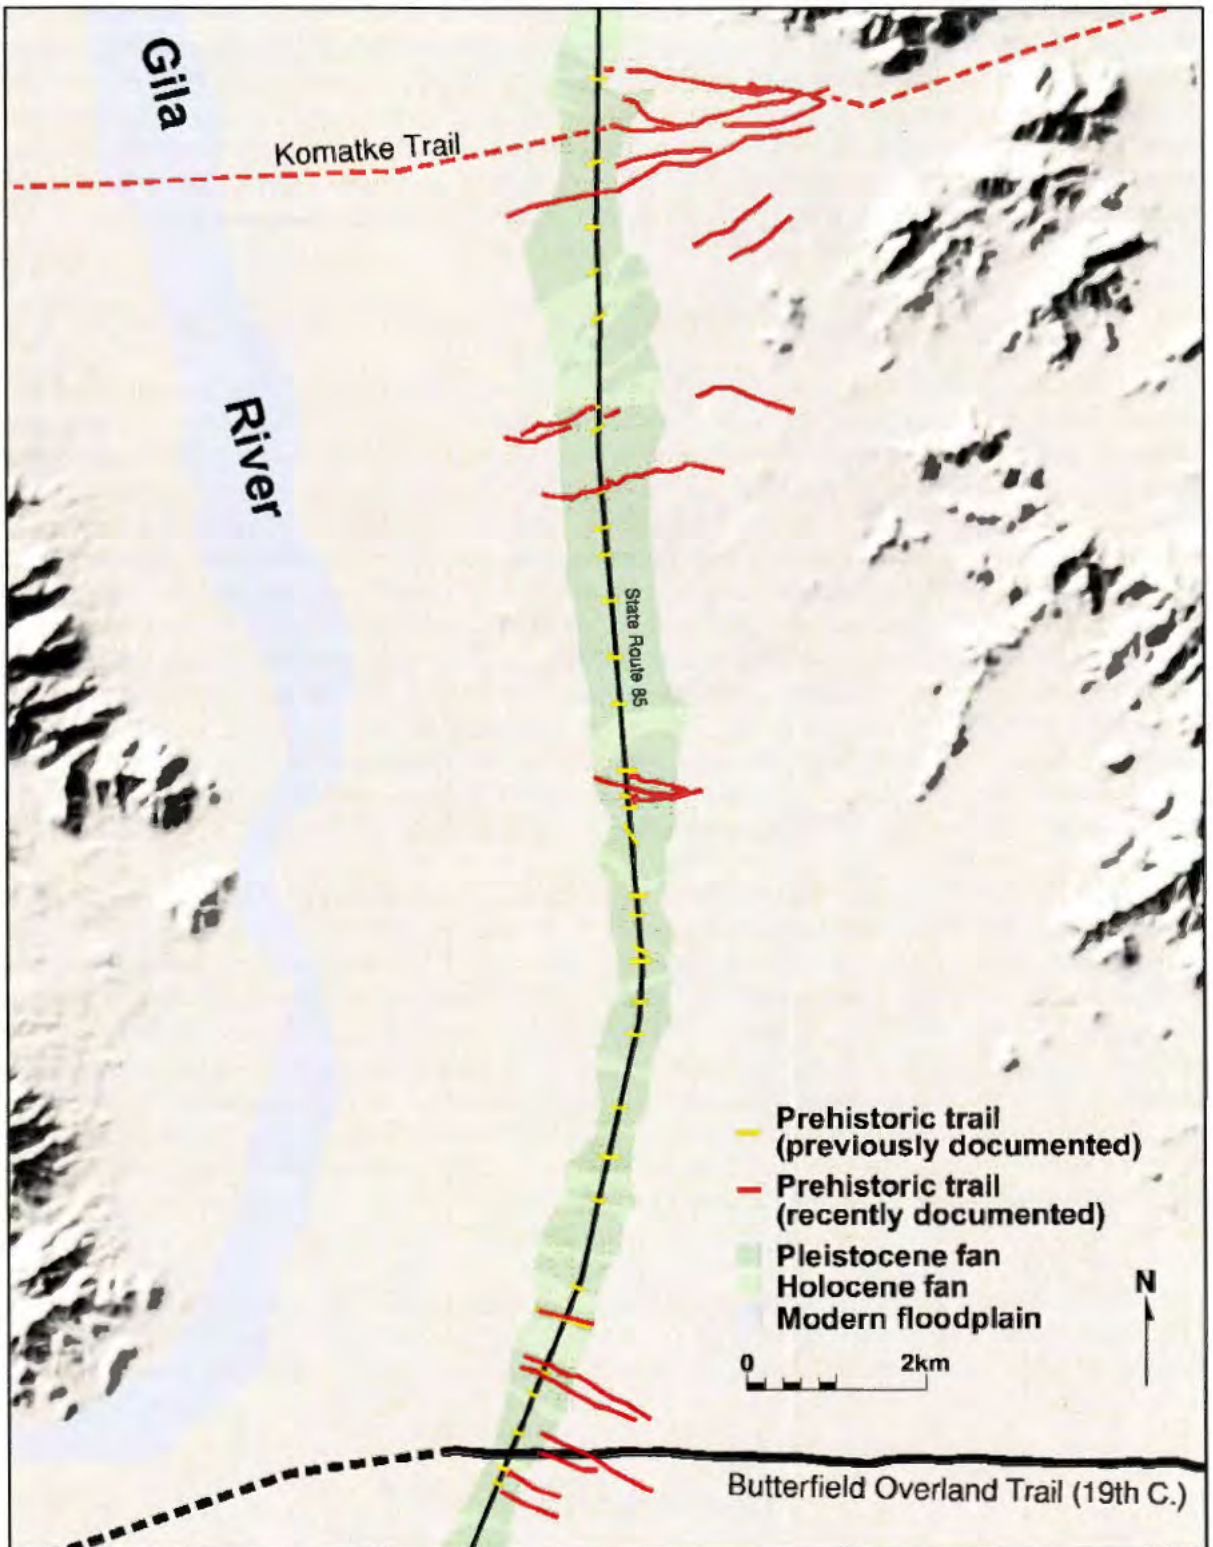 Gila
Komatke Trail
River
State Route 85
Prehistoric trail
(previously documented)
Prehistoric trail
(recently documented)
Pleistocene fan
Holocene fan
Modern floodplain
N
0 2km
Butterfield Overland Trail (19th C.)